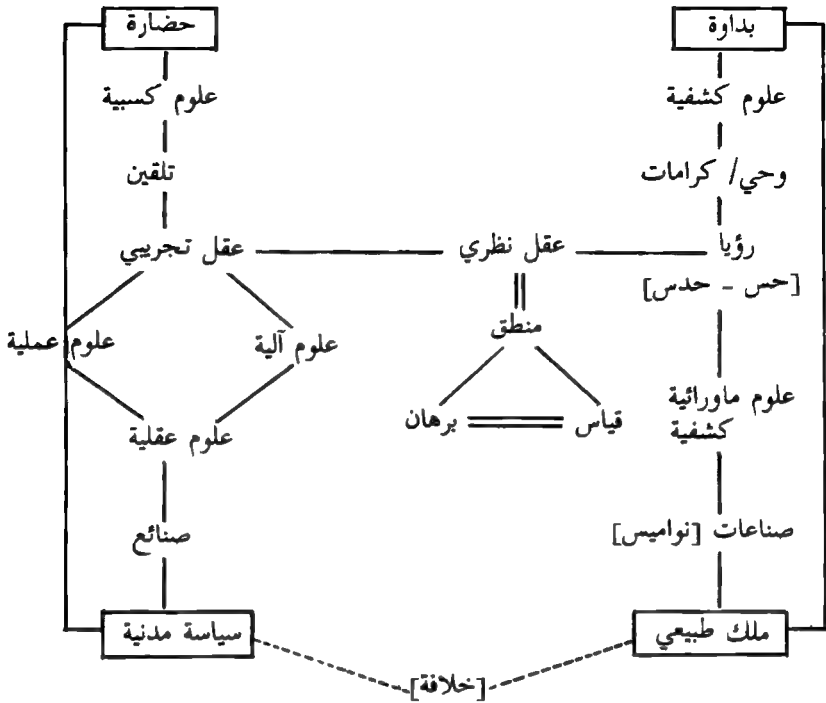 بداوة
حضارة
علوم كشفية
علوم كسبية
وحي/ كرامات
تلقين
رؤيا
عقل نظري
عقل تجريبي
[حس - حدس]
منطق
علوم آلية
علوم عملية
علوم ماورائية
كشفية
قياس
برهان
علوم عقلية
صناعات [نواميس]
صنائع
ملك طبيعي
سياسة مدنية
[خلافة]